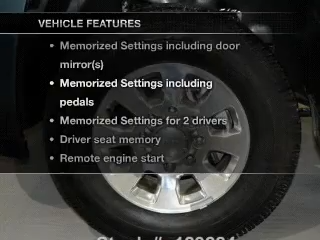 VEHICLE FEATURES
• Memorized Settings including door
mirror(s)
• Memorized Settings including
pedals
• Memorized Settings for 2 drivers
• Driver seat memory
• Remote engine start